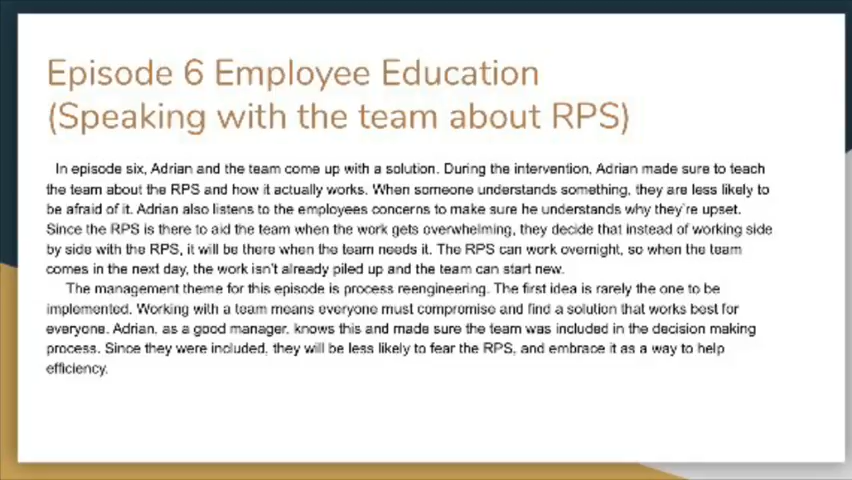 Episode 6 Employee Education
(Speaking with the team about RPS)
In episode six, Adrian and the team come up with a solution. During the intervention, Adrian made sure to teach
the team about the RPS and how it actually works. When someone understands something, they are less likely to
be afraid of it. Adrian also listens to the employees concerns to make sure he understands why they're upset.
Since the RPS is there to aid the team when the work gets overwhelming, they decide that instead of working side
by side with the RPS, it will be there when the team needs it. The RPS can work overnight, so when the team
comes in the next day, the work isn't already piled up and the team can start new.
The management theme for this episode is process reengineering. The first idea is rarely the one to be
implemented. Working with a team means everyone must compromise and find a solution that works best for
everyone. Adrian, as a good manager, knows this and made sure the team was included in the decision making
process. Since they were included, they will be less likely to fear the RPS, and embrace it as a way to help
efficiency.